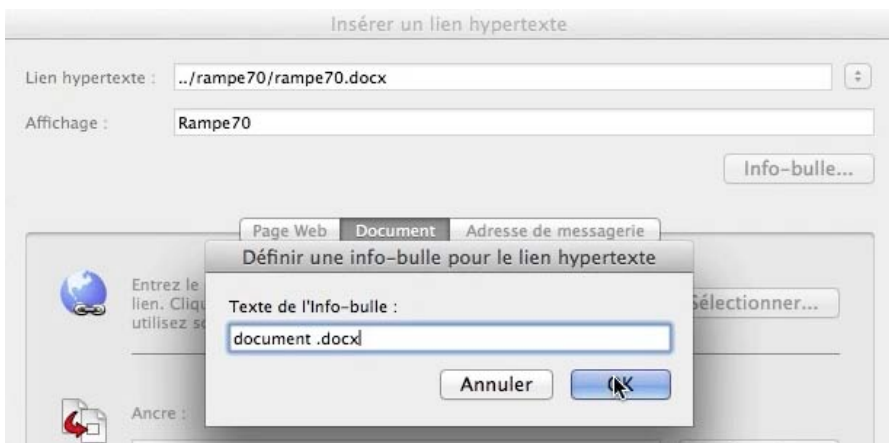 Insérer un lien hypertexte
Lien hypertexte : ../rampe70/rampe70.docx
Affichage : Rampe70
Info-bulle...
Page Web Document Adresse de messagerie
Définir une info-bulle pour le lien hypertexte
Entrez le
lien. Cliqu
utilisez so
Texte de l'Info-bulle :
Sélectionner...
document .docx
Annuler OK
Ancre :